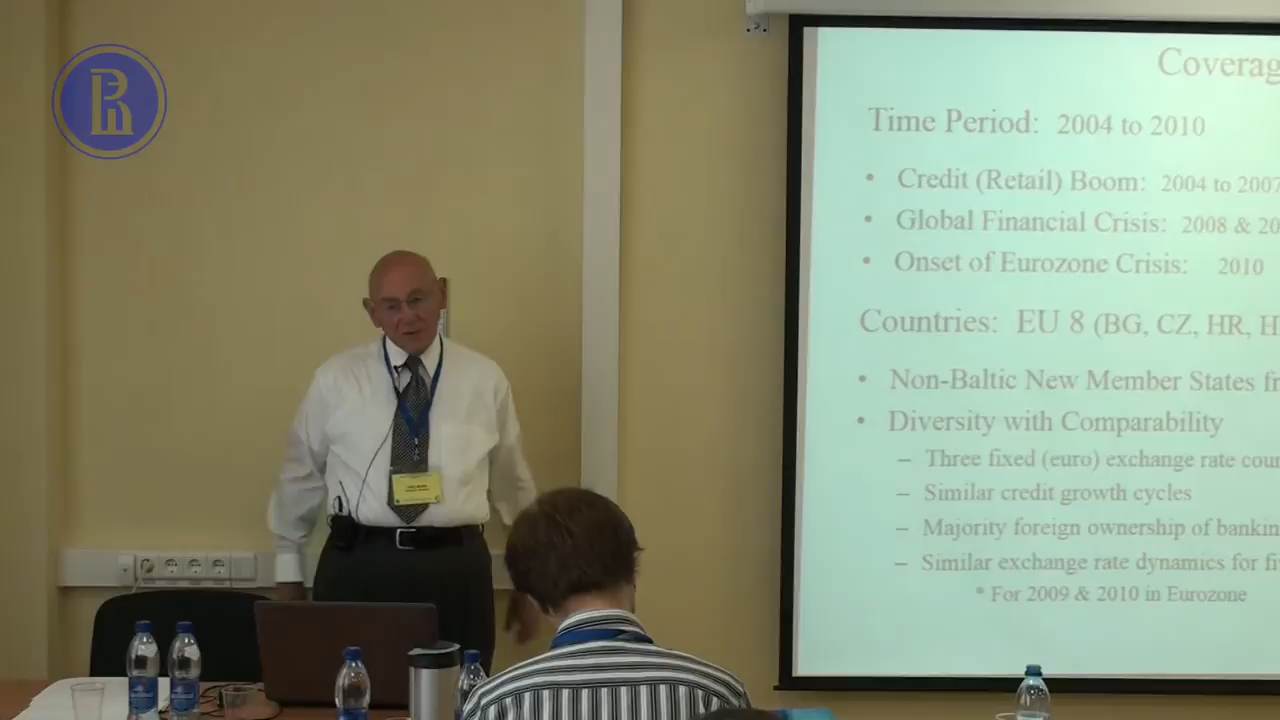 Coverag
Time Period: 2004 to 2010
• Credit (Retail) Boom: 2004 to 2007
• Global Financial Crisis: 2008 & 20
• Onset of Eurozone Crisis: 2010
Countries: EU 8 (BG, CZ, HR, H
• Non-Baltic New Member States fr
• Diversity with Comparability
– Three fixed (euro) exchange rate cou
– Similar credit growth cycles
– Majority foreign ownership of bankin
– Similar exchange rate dynamics for fi
* For 2009 & 2010 in Eurozone